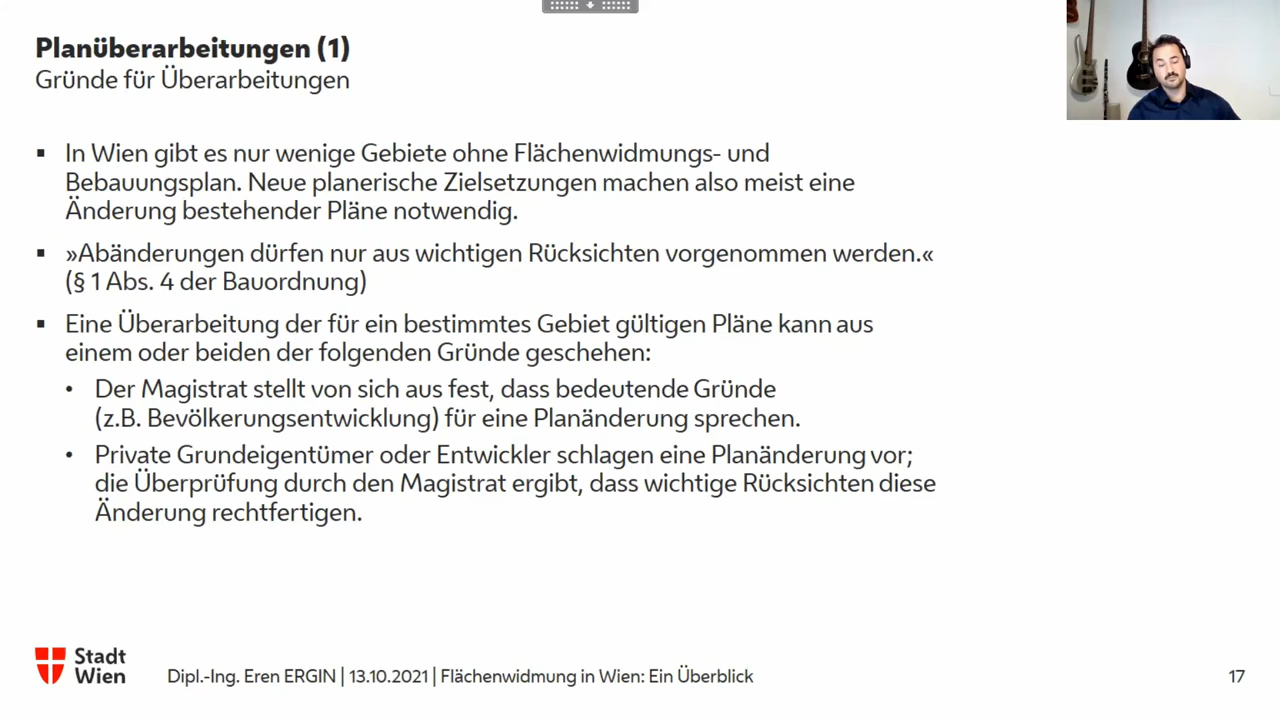 Planüberarbeitungen (1)
Gründe für Überarbeitungen
▪ In Wien gibt es nur wenige Gebiete ohne Flächenwidmungs- und
Bebauungsplan. Neue planerische Zielsetzungen machen also meist eine
Änderung bestehender Pläne notwendig.
▪ »Abänderungen dürfen nur aus wichtigen Rücksichten vorgenommen werden.«
(§ 1 Abs. 4 der Bauordnung)
▪ Eine Überarbeitung der für ein bestimmtes Gebiet gültigen Pläne kann aus
einem oder beiden der folgenden Gründe geschehen:
• Der Magistrat stellt von sich aus fest, dass bedeutende Gründe
(z.B. Bevölkerungsentwicklung) für eine Planänderung sprechen.
• Private Grundeigentümer oder Entwickler schlagen eine Planänderung vor;
die Überprüfung durch den Magistrat ergibt, dass wichtige Rücksichten diese
Änderung rechtfertigen.
Stadt
Wien
Dipl.-Ing. Eren ERGIN | 13.10.2021 | Flächenwidmung in Wien: Ein Überblick
17